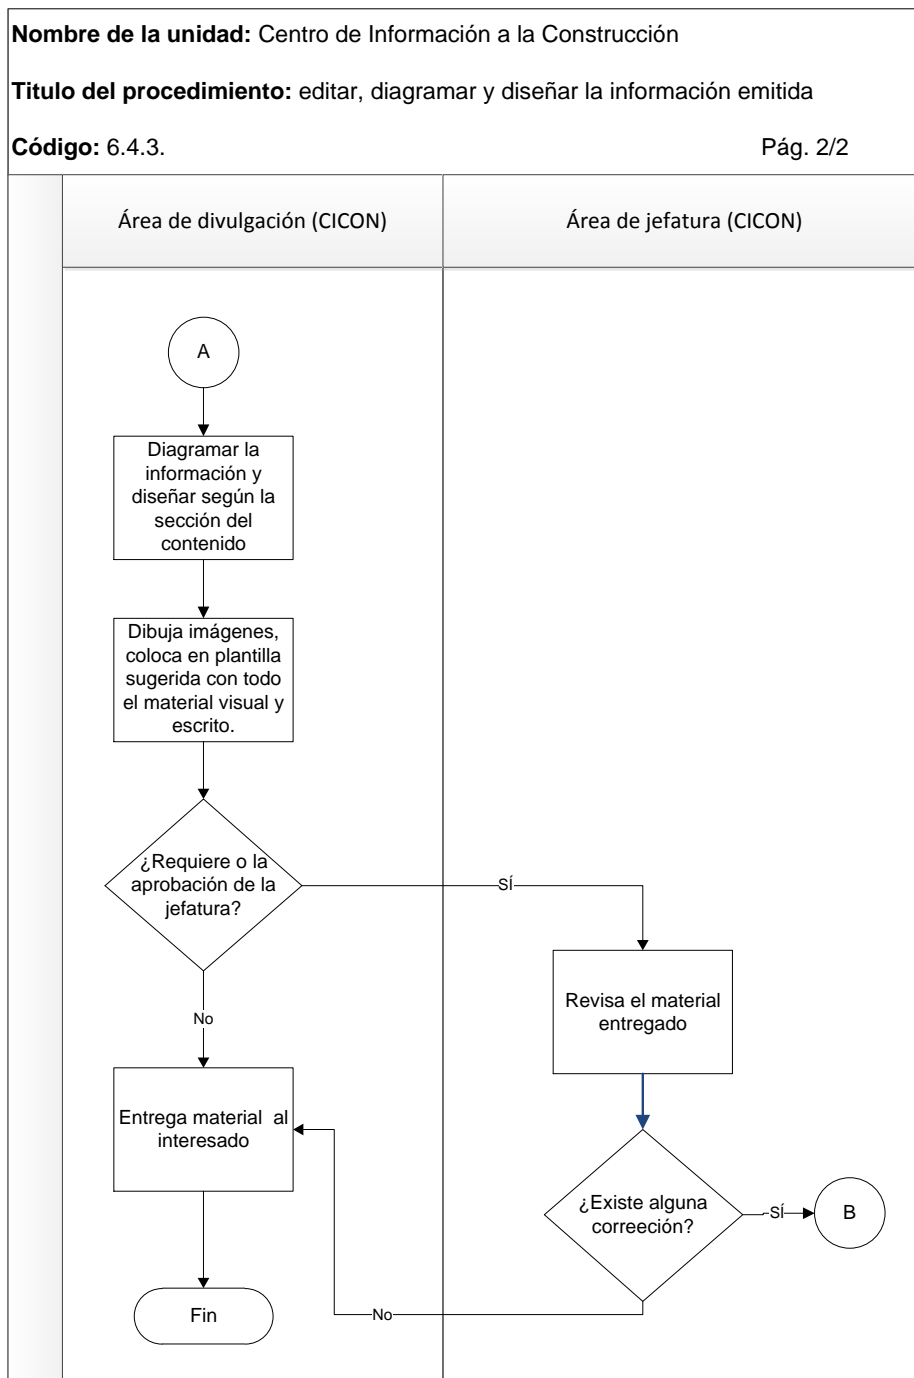 Nombre de la unidad: Centro de Información a la Construcción
Titulo del procedimiento: editar, diagramar y diseñar la información emitida
Código: 6.4.3. Pág. 2/2
Área de divulgación (CICON)
Área de jefatura (CICON)
A
Diagramar la
información y
diseñar según la
sección del
contenido
Dibuja imágenes,
coloca en plantilla
sugerida con todo
el material visual y
escrito.
¿Requiere o la
aprobación de la
jefatura?
SÍ
No
Revisa el material
entregado
Entrega material al
interesado
¿Existe alguna
correeción?
SÍ
B
No
Fin